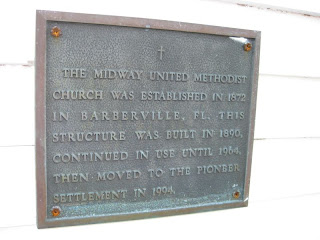 THE MIDWAY UNITED METHODIST
CHURCH WAS ESTABLISHED IN 1872
IN BARBERVILLE, FL. THIS
STRUCTURE WAS BUILT IN 1890,
CONTINUED IN USE UNTIL 1964,
THEN MOVED TO THE PIONEER
SETTLEMENT IN 1994.